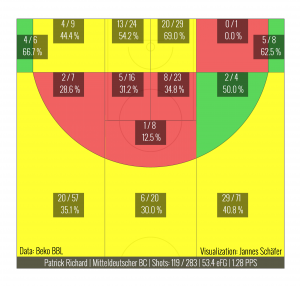 4 / 9
44.4 %
13 / 24
54.2 %
20 / 29
69.0 %
0 / 1
0.0 %
4 / 6
66.7 %
5 / 8
62.5 %
2 / 7
28.6 %
5 / 16
31.2 %
8 / 23
34.8 %
2 / 4
50.0 %
1 / 8
12.5 %
20 / 57
35.1 %
6 / 20
30.0 %
29 / 71
40.8 %
Data: Beko BBL
Visualization: Jannes Schäfer
Patrick Richard | Mitteldeutscher BC | Shots: 119 / 283 | 53.4 eFG | 1.28 PPS